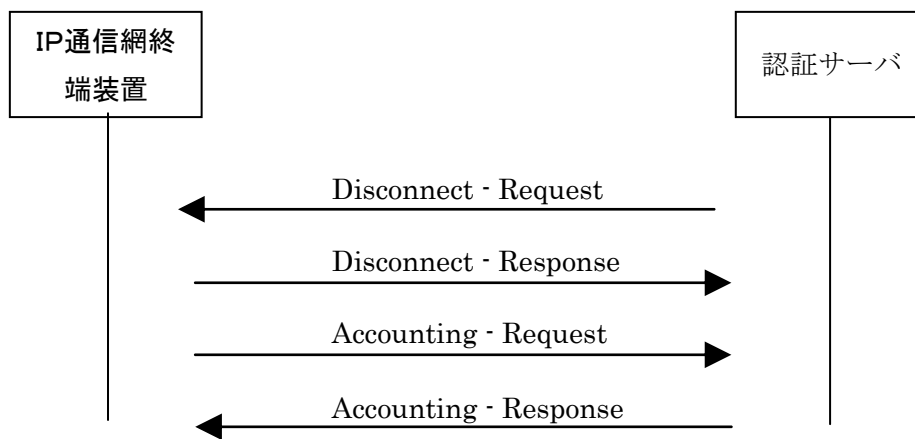 IP通信網終
端装置
認証サーバ
Disconnect - Request
Disconnect - Response
Accounting - Request
Accounting - Response